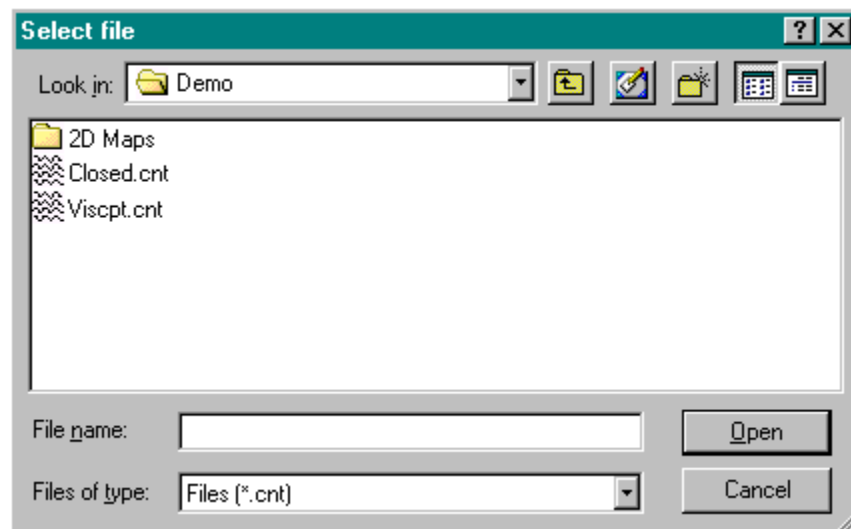 Select file
Look in: Demo
2D Maps
Closed.cnt
Viscpt.cnt
File name: Open
Files of type: Files (*.cnt) Cancel